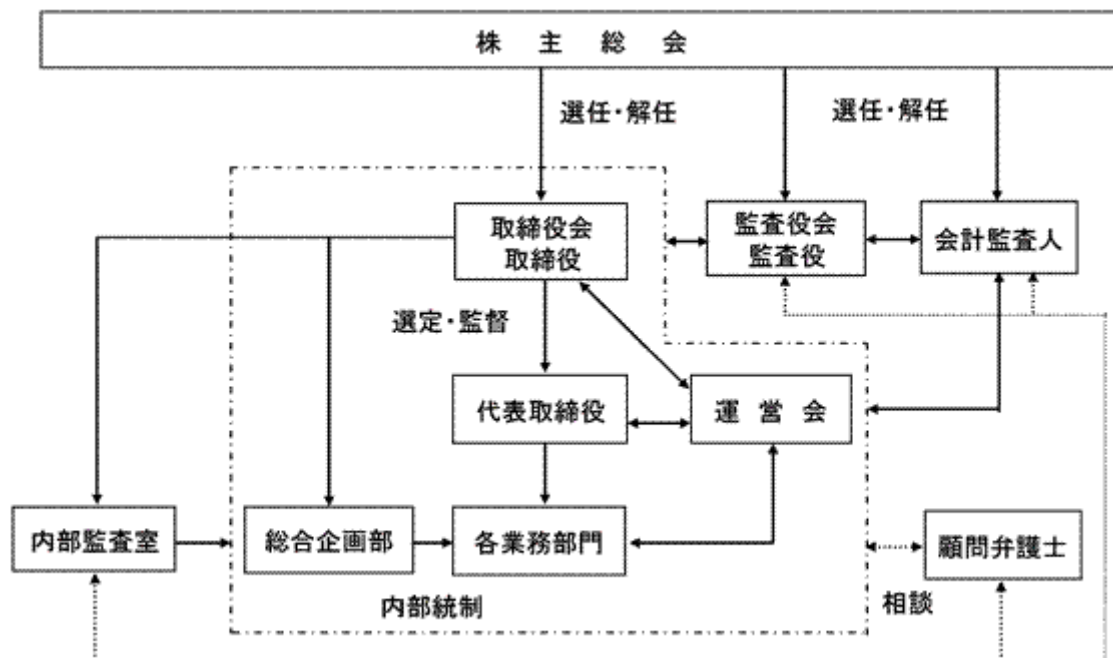 株主総会
選任・解任
選任・解任
取締役会
取締役
監査役会
監査役
会計監査人
選定・監督
代表取締役
運営会
内部監査室
総合企画部
各業務部門
顧問弁護士
内部統制
相談